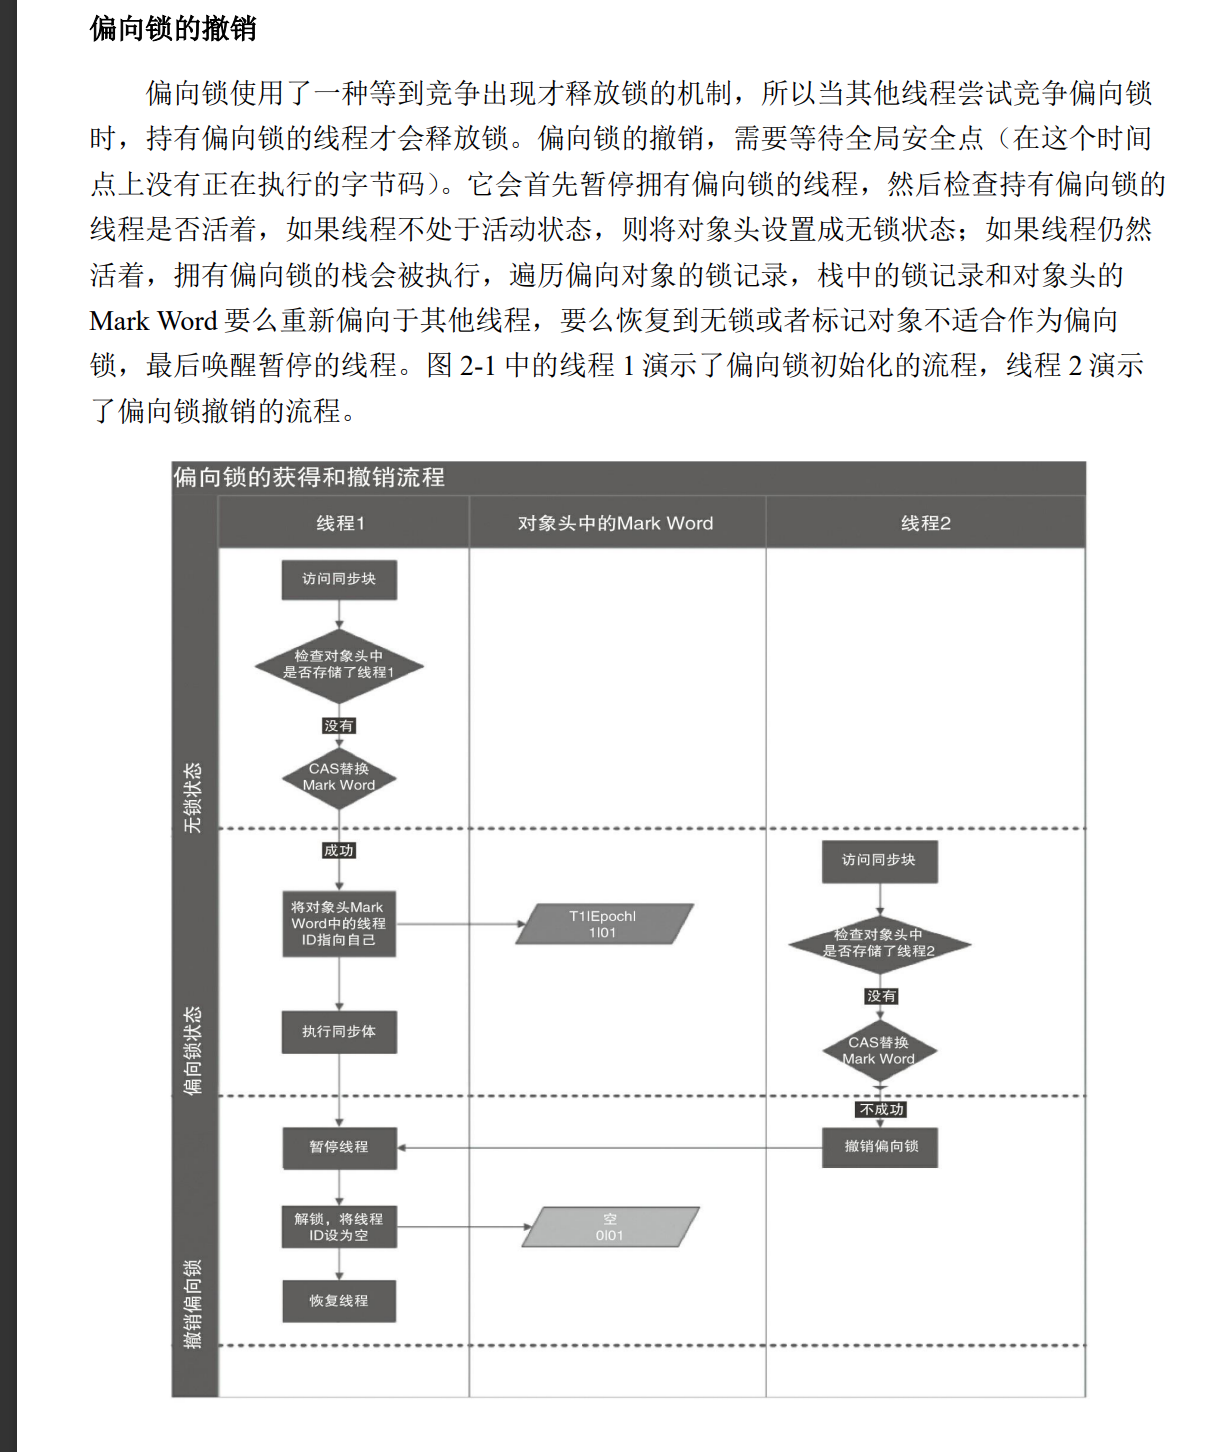 偏向锁的撤销
偏向锁使用了一种等到竞争出现才释放锁的机制，所以当其他线程尝试竞争偏向锁
时，持有偏向锁的线程才会释放锁。偏向锁的撤销，需要等待全局安全点（在这个时间
点上没有正在执行的字节码）。它会首先暂停拥有偏向锁的线程，然后检查持有偏向锁的
线程是否活着，如果线程不处于活动状态，则将对象头设置成无锁状态；如果线程仍然
活着，拥有偏向锁的栈会被执行，遍历偏向对象的锁记录，栈中的锁记录和对象头的
Mark Word 要么重新偏向于其他线程，要么恢复到无锁或者标记对象不适合作为偏向
锁，最后唤醒暂停的线程。图 2-1 中的线程 1 演示了偏向锁初始化的流程，线程 2 演示
了偏向锁撤销的流程。
偏向锁的获得和撤销流程
线程1
对象头中的Mark Word
线程2
无锁状态
访问同步块
检查对象头中
是否存储了线程1
没有
CAS替换
Mark Word
偏向锁状态
成功
将对象头Mark
Word中的线程
ID指向自己
T1|Epoch|
1|01
执行同步体
访问同步块
检查对象头中
是否存储了线程2
没有
CAS替换
Mark Word
撤销偏向锁
不成功
撤销偏向锁
暂停线程
解锁，将线程
ID设为空
空
0|01
恢复线程